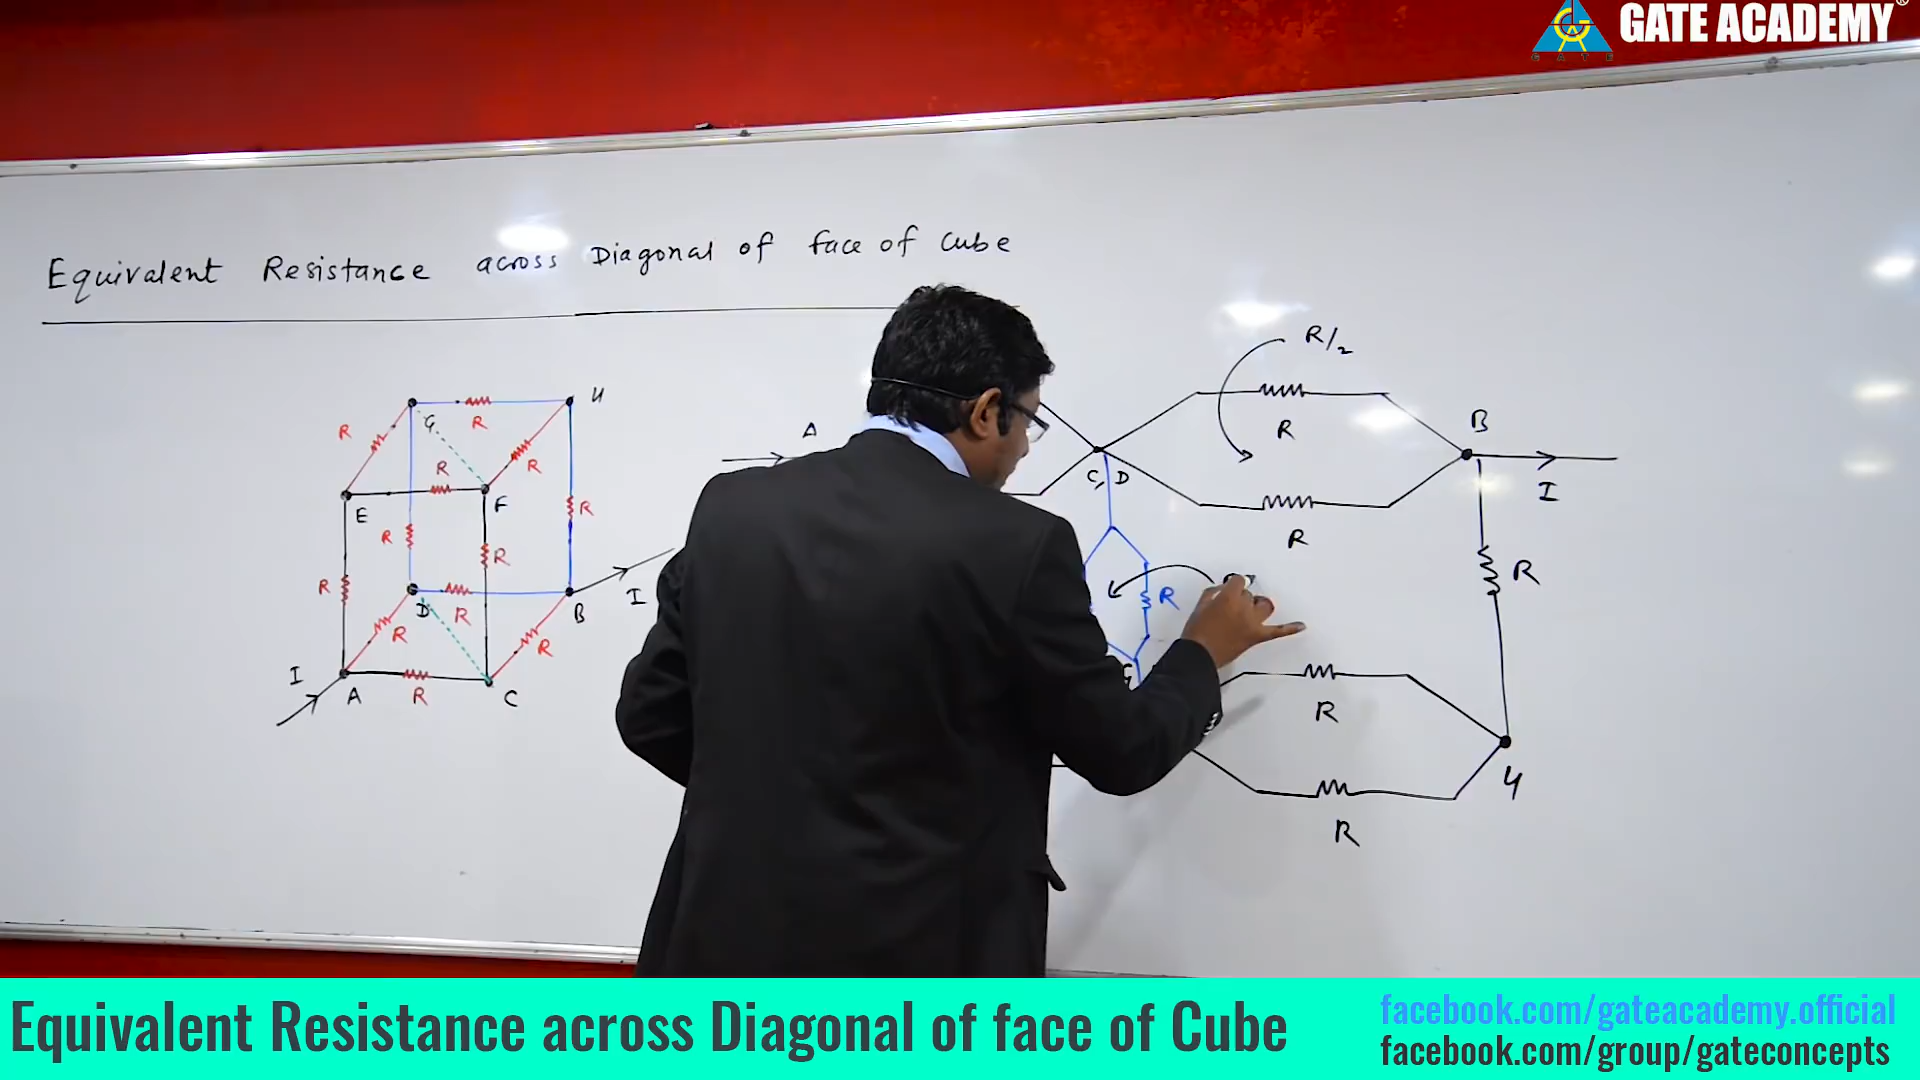 GATE ACADEMY®
GATE
Equivalent Resistance across Diagonal of face of Cube
H
G
R
R
R
R
E
F
R
R
R
R
D
R
R
R
B
I
I
A
R
C
A
R/2
R
B
C, D
I
R
R
R
G
R
H
R
Equivalent Resistance across Diagonal of face of Cube
facebook.com/gateacademy.official
facebook.com/group/gateconcepts